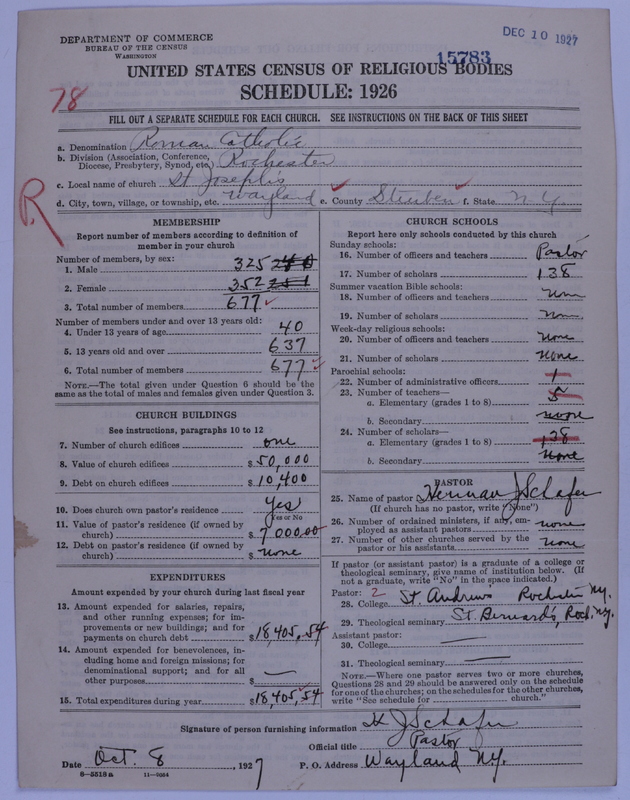 DEPARTMENT OF COMMERCE
BUREAU OF THE CENSUS
WASHINGTON
DEC 10 1927
15783
UNITED STATES CENSUS OF RELIGIOUS BODIES
SCHEDULE: 1926
78
FILL OUT A SEPARATE SCHEDULE FOR EACH CHURCH. SEE INSTRUCTIONS ON THE BACK OF THIS SHEET
a. Denomination Roman Catholic
b. Division (Association, Conference, Diocese, Presbytery, Synod, etc.) Rochester
c. Local name of church St Joseph's
d. City, town, village, or township, etc. Wayland e. County Steuben f. State N.Y.
R
MEMBERSHIP
Report number of members according to definition of
member in your church
Number of members, by sex:
1. Male 325
2. Female 352
3. Total number of members 677
Number of members under and over 13 years old:
4. Under 13 years of age 40
5. 13 years old and over 637
6. Total number of members 677
NOTE.—The total given under Question 6 should be
same as the total of males and females given under Question 3.
CHURCH BUILDINGS
See instructions, paragraphs 10 to 12
7. Number of church edifices one
8. Value of church edifices $50,000
9. Debt on church edifices $10,400
10. Does church own pastor's residence? yes
(Yes or No)
11. Value of pastor's residence (if owned by
church) $7000.00
12. Debt on pastor's residence (if owned by
church) $none
EXPENDITURES
Amount expended by your church during last fiscal year
13. Amount expended for salaries, repairs,
and other running expenses; for im-
provements or new buildings; and for
payments on church debt $18,405.54
14. Amount expended for benevolences, in-
cluding home and foreign missions; for
denominational support; and for all
other purposes $ —
15. Total expenditures during year $18,405.54
CHURCH SCHOOLS
Report here only schools conducted by this church
Sunday schools:
16. Number of officers and teachers Pastor
17. Number of scholars 138
Summer vacation Bible schools:
18. Number of officers and teachers none
19. Number of scholars none
Week-day religious schools:
20. Number of officers and teachers none
21. Number of scholars none
Parochial schools:
22. Number of administrative officers 1
23. Number of teachers—
a. Elementary (grades 1 to 8) 5
b. Secondary none
24. Number of scholars—
a. Elementary (grades 1 to 8) 138
b. Secondary none
PASTOR
25. Name of pastor Herman J Schafer
(If church has no pastor, write "None")
26. Number of ordained ministers, if any, em-
ployed as assistant pastors none
27. Number of other churches served by the
pastor or his assistants none
If pastor (or assistant pastor) is a graduate of a college or
theological seminary, give name of institution below. (If
not a graduate, write "No" in the space indicated.)
Pastor: 2
28. College St. Andrews Rochester N.Y.
29. Theological seminary St. Bernard's, Roch. N.Y.
Assistant pastor:
30. College —
31. Theological seminary —
NOTE.—Where one pastor serves two or more churches,
Questions 28 and 29 should be answered only on the schedule
for one of the churches; on the schedules for the other churches,
write "See schedule for church."
Signature of person furnishing information H J Schafer
Official title Pastor
Date Oct. 8, 1927 P. O. Address Wayland N.Y.
8-5518a 11-9054